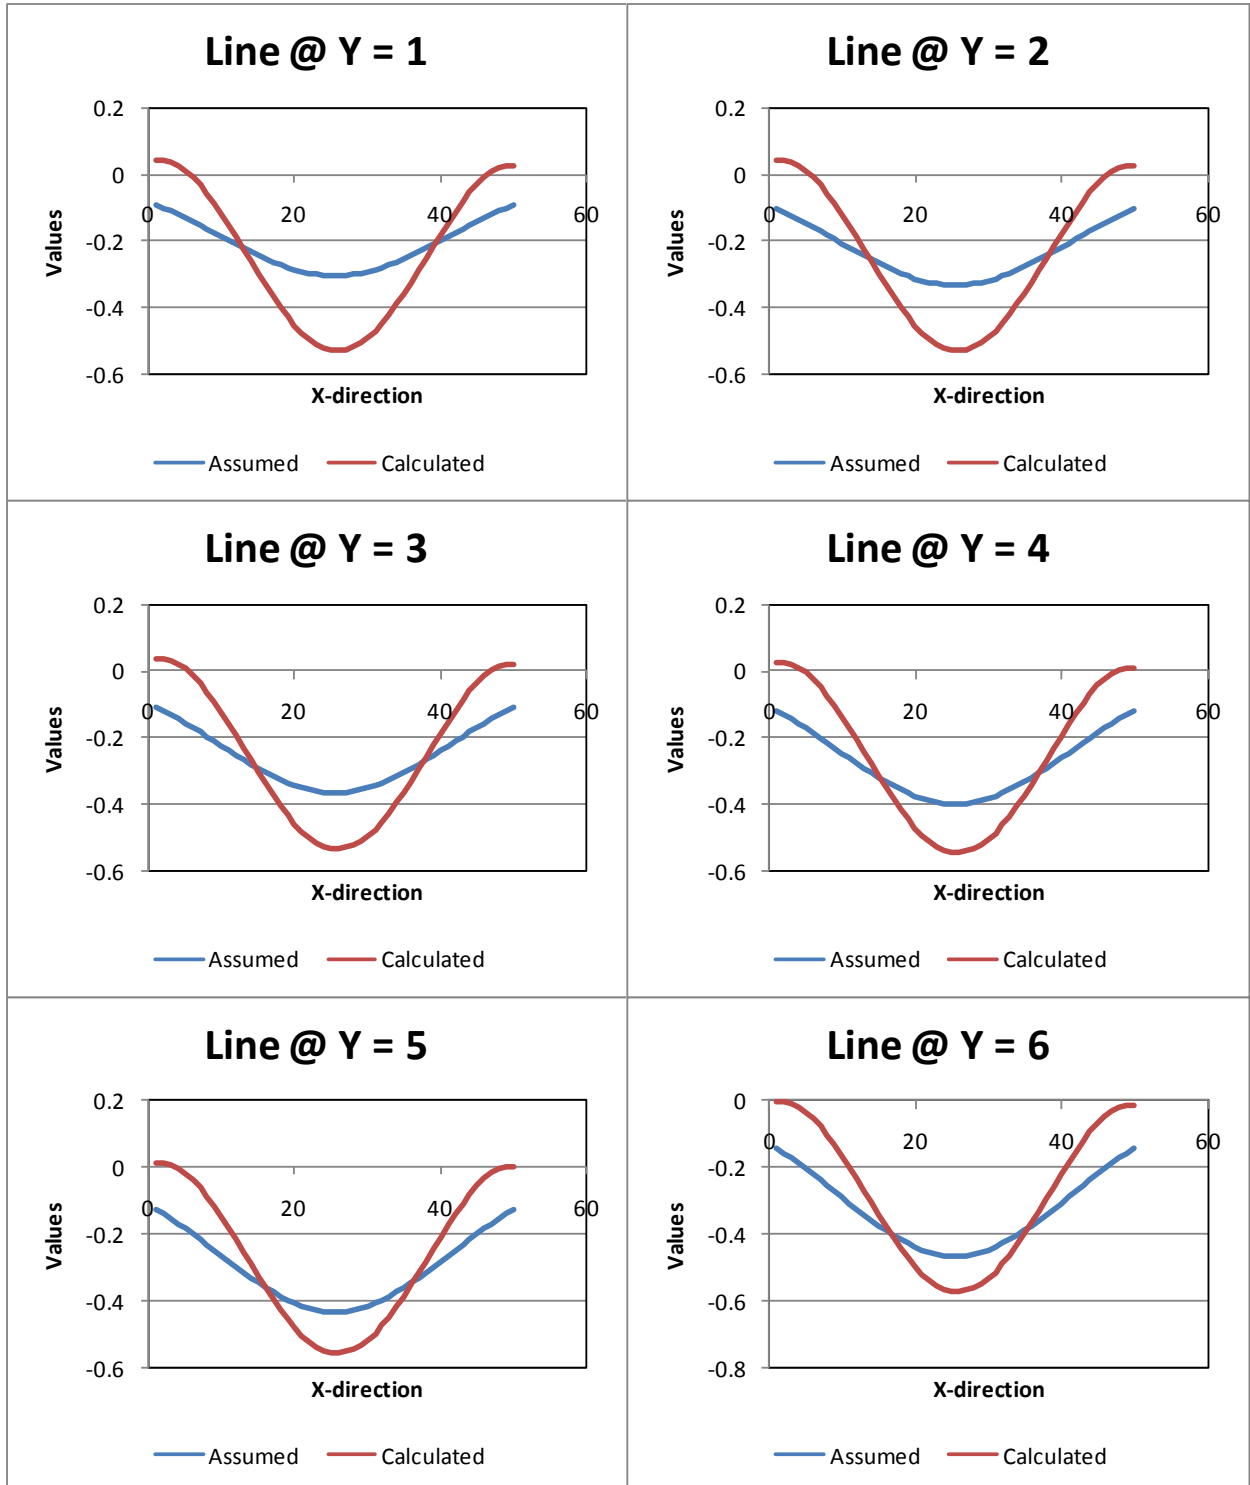 Line @ Y = 1
0.2
0
-0.2
-0.4
-0.6
0
20
40
60
Values
X-direction
Assumed
Calculated
Line @ Y = 2
0.2
0
-0.2
-0.4
-0.6
0
20
40
60
Values
X-direction
Assumed
Calculated
Line @ Y = 3
0.2
0
-0.2
-0.4
-0.6
0
20
40
60
Values
X-direction
Assumed
Calculated
Line @ Y = 4
0.2
0
-0.2
-0.4
-0.6
0
20
40
60
Values
X-direction
Assumed
Calculated
Line @ Y = 5
0.2
0
-0.2
-0.4
-0.6
0
20
40
60
Values
X-direction
Assumed
Calculated
Line @ Y = 6
0
-0.2
-0.4
-0.6
-0.8
0
20
40
60
Values
X-direction
Assumed
Calculated